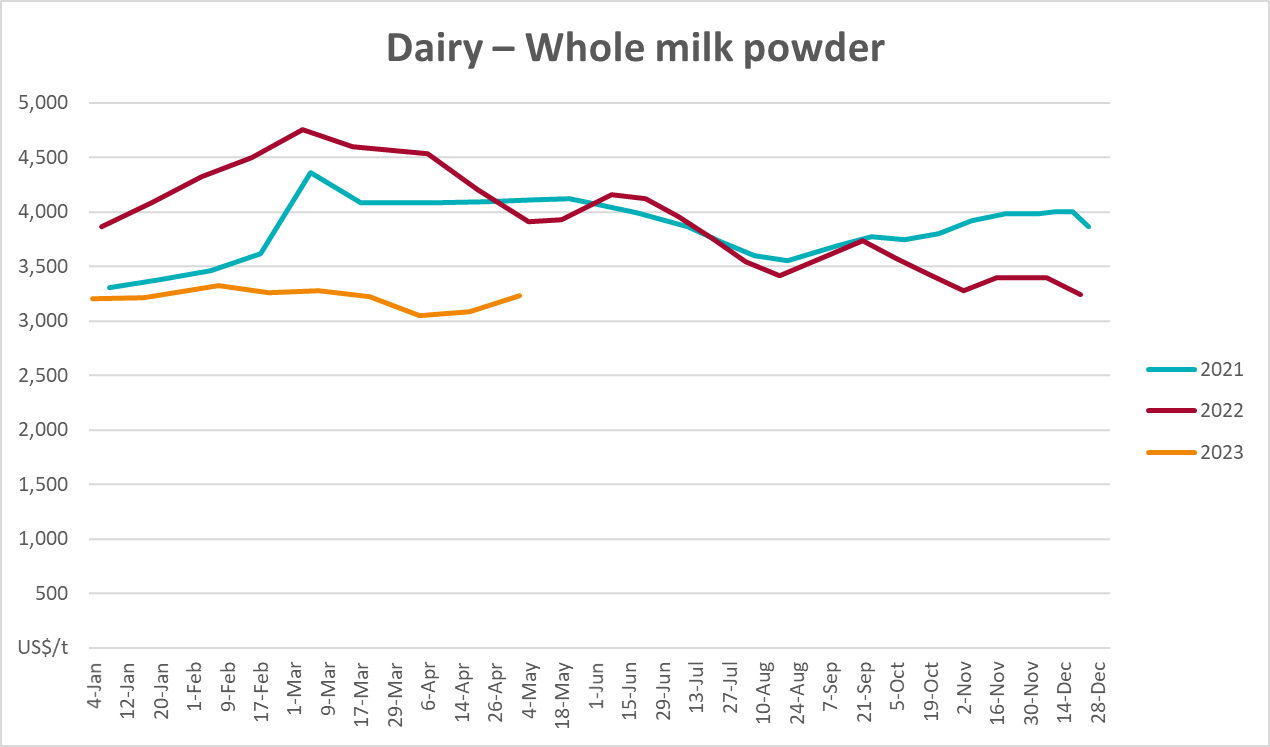 Dairy – Whole milk powder
5,000
4,500
4,000
3,500
3,000
2,500
2,000
1,500
1,000
500
US$/t
2021
2022
2023
4-Jan
12-Jan
20-Jan
1-Feb
9-Feb
17-Feb
1-Mar
9-Mar
17-Mar
29-Mar
6-Apr
14-Apr
26-Apr
4-May
18-May
1-Jun
15-Jun
29-Jun
13-Jul
27-Jul
10-Aug
24-Aug
7-Sep
21-Sep
5-Oct
19-Oct
2-Nov
16-Nov
30-Nov
14-Dec
28-Dec